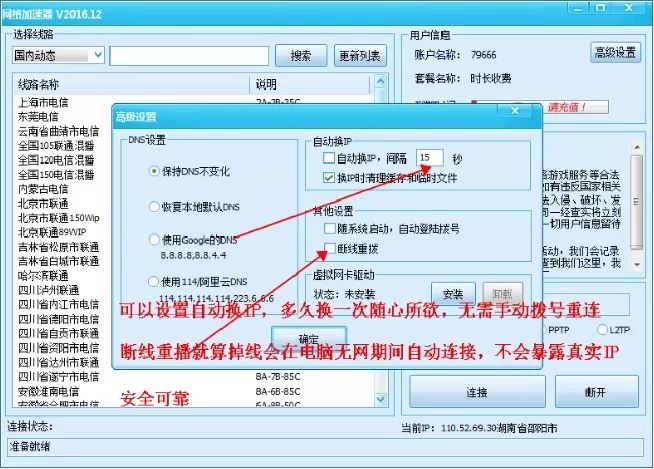 网络加速器 V2016.12
选择线路
国内动态
搜索
更新列表
线路名称 说明
上海市电信 2A-7B-35C
东莞电信
云南省曲靖市电信
全国105联通混播
全国120电信混播
全国150电信混播
内蒙古电信
北京市联通
北京市联通150Wip
北京联通89WIP
吉林省松原市联通
吉林省白城市联通
哈尔滨联通
四川泸州联通
四川省内江市电信
四川省德阳市电信
四川省自贡市联通
四川省资阳市电信
四川省达州市联通
四川省遂宁市电信 8A-7B-85C
安徽淮南电信 8A-6B-85C
安徽省合肥市电信 6A-8B-50C
用户信息
账户名称： 79666
高级设置
套餐名称： 时长收费
请充值！
络游戏服务等合法
如有违反国家相关
法入侵、破坏、发
司一经查实将立刻
一切用户信息留待
活动，我们会记录
查到我们这里，我
PPTP
L2TP
连接
断开
连接状态：
当前IP：110.52.69.30湖南省邵阳市
准备就绪
高级设置
DNS设置
保持DNS不变化
恢复本地默认DNS
使用Google的DNS
8.8.8.8,8.8.4.4
使用114/阿里云DNS
114.114.114.114,223.6.6.6
自动换IP
自动换IP，间隔 15 秒
换IP时清理缓存和临时文件
其他设置
随系统启动，自动登陆拨号
断线重拨
虚拟网卡驱动
状态：未安装
安装
卸载
确定
可以设置自动换IP，多久换一次随心所欲，无需手动拨号重连
断线重播就算掉线会在电脑无网期间自动连接，不会暴露真实IP
安全可靠